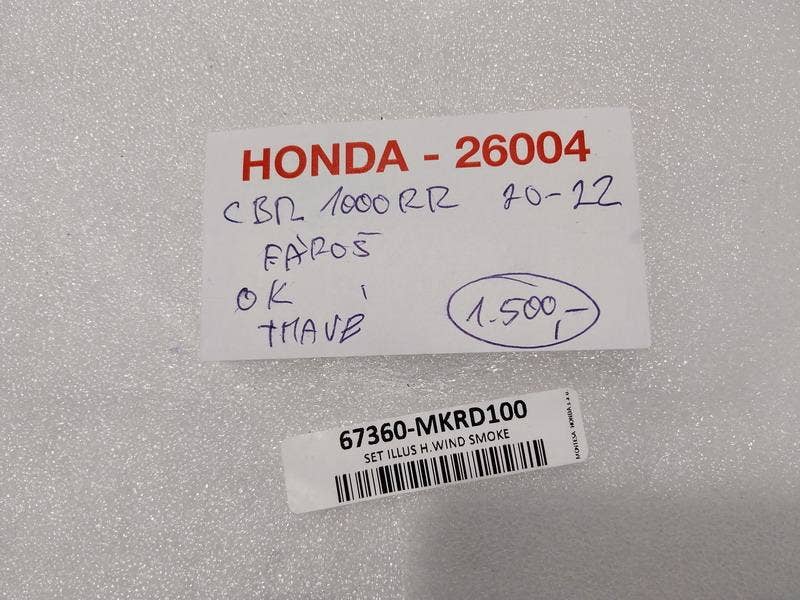 HONDA - 26004
CBR 1000RR 20-22
FÁROŠ
OK
TMAVÉ
1.500,-
67360-MKRD100
SET ILLUS H.WIND SMOKE